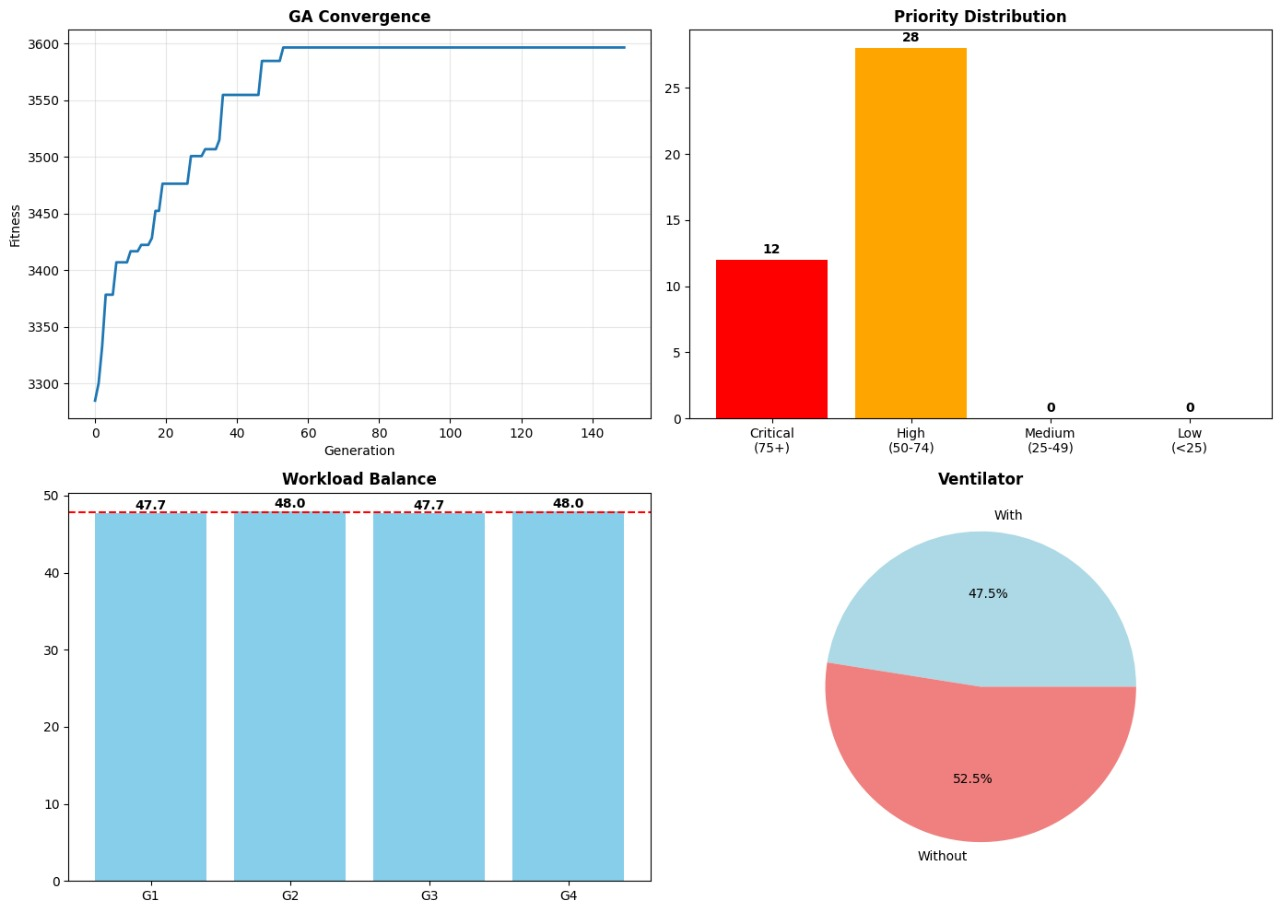 GA Convergence
3600
3550
3500
3450
3400
3350
3300
Fitness
0 20 40 60 80 100 120 140
Generation
Priority Distribution
28
12
0
0
25
20
15
10
5
0
Critical
(75+)
High
(50-74)
Medium
(25-49)
Low
(<25)
Workload Balance
50
40
30
20
10
0
47.7 48.0 47.7 48.0
G1 G2 G3 G4
Ventilator
With
47.5%
52.5%
Without